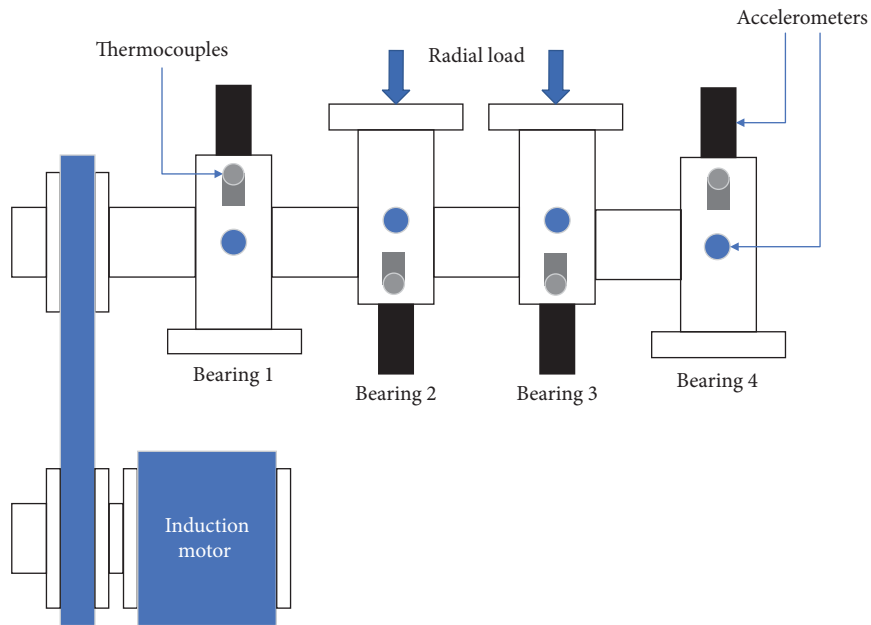 Accelerometers
Thermocouples
Radial load
Bearing 1
Bearing 2
Bearing 3
Bearing 4
Induction
motor